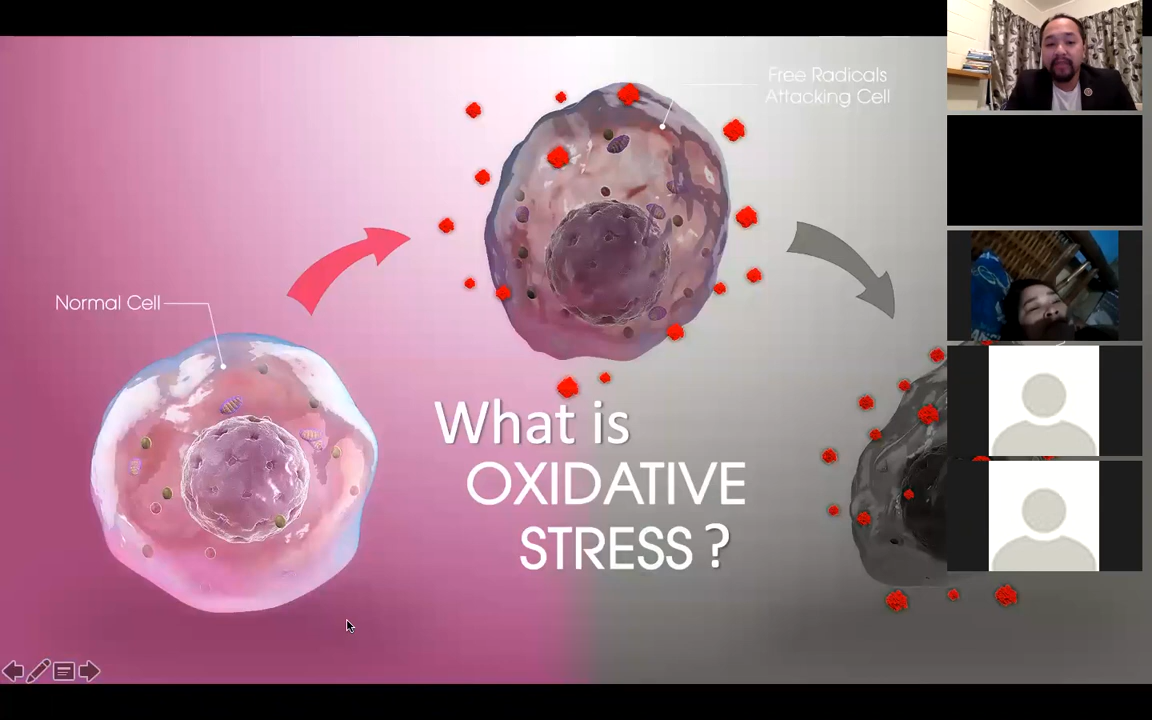 Free Radicals
Attacking Cell
Normal Cell
What is
OXIDATIVE
STRESS ?